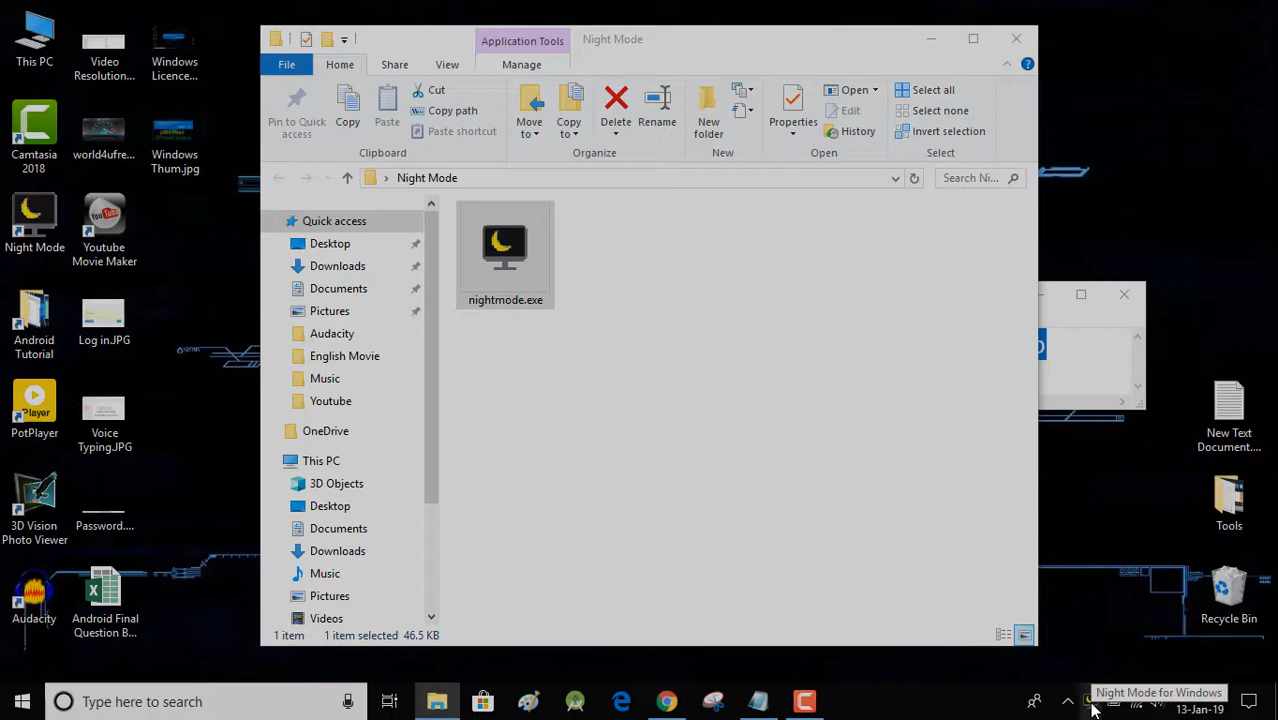 Application Tools
Night Mode
File
Home
Share
View
Manage
Pin to Quick
access
Copy
Paste
Cut
Copy path
Paste shortcut
Move
to
Copy
to
Delete
Rename
New
folder
Properties
Open
Edit
History
Select all
Select none
Invert selection
Clipboard
Organize
New
Open
Select
Night Mode
Search Ni...
Quick access
Desktop
Downloads
Documents
Pictures
Audacity
English Movie
Music
Youtube
OneDrive
This PC
3D Objects
Desktop
Documents
Downloads
Music
Pictures
Videos
nightmode.exe
1 item
1 item selected 46.5 KB
This PC
Video
Resolution...
Windows
Licence...
Camtasia
2018
world4ufre...
Windows
Thum.jpg
Night Mode
Youtube
Movie Maker
Android
Tutorial
Log in.JPG
Player
PotPlayer
Voice
Typing.JPG
3D Vision
Photo Viewer
Password....
Audacity
Android Final
Question B...
New Text
Document....
Tools
Recycle Bin
Type here to search
Night Mode for Windows
13-Jan-19